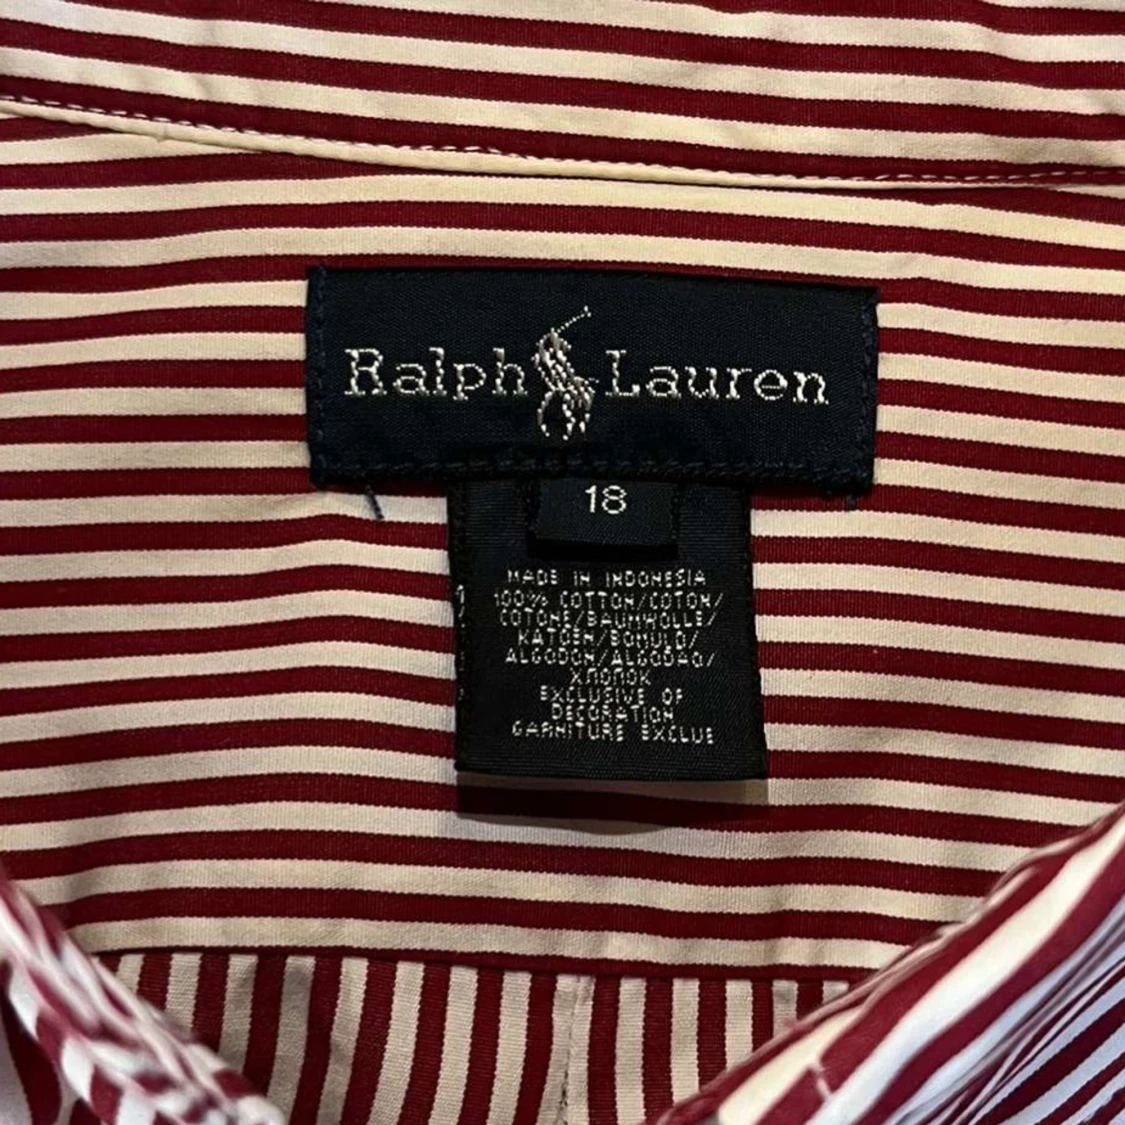 Ralph Lauren
18
MADE IN INDONESIA
100% COTTON/COTON/
COTONE/BAUMWOLLE/
KATOEN/BOMULD/
ALGODON/ALGODAO/
ХЛОПОК
EXCLUSIVE OF
DECORATION
GARNITURE EXCLUE